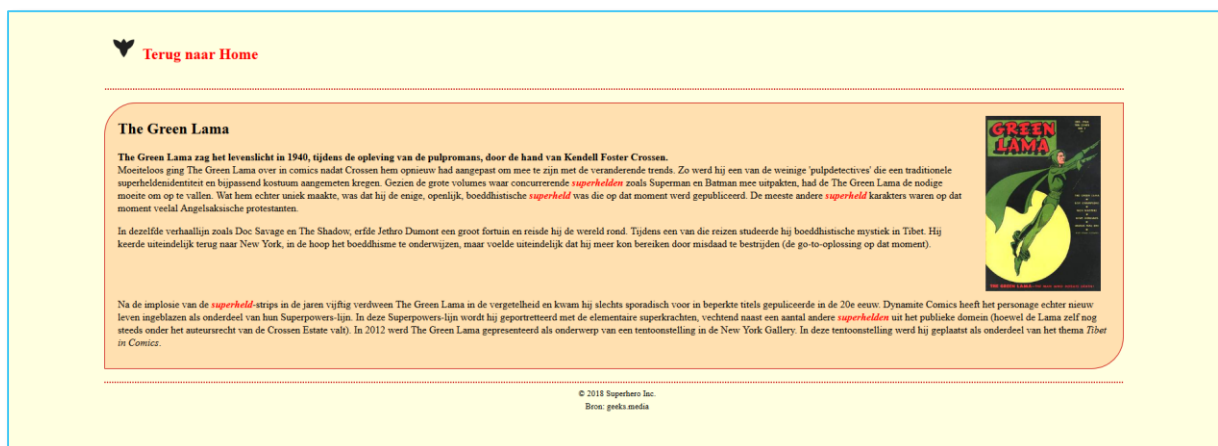 Terug naar Home
The Green Lama
The Green Lama zag het levenslicht in 1940, tijdens de opleving van de pulpromans, door de hand van Kendell Foster Crossen.
Moeiteloos ging The Green Lama over in comics nadat Crossen hem opnieuw had aangepast om mee te zijn met de veranderende trends. Zo werd hij een van de weinige 'pulpdetectives' die een traditionele
superheldenidentiteit en bijpassend kostuum aangemeten kregen. Gezien de grote volumes waar concurrerende superhelden zoals Superman en Batman mee uitpakten, had de The Green Lama de nodige
moeite om op te vallen. Wat hem echter uniek maakte, was dat hij de enige, openlijk, boeddhistische superheld was die op dat moment werd gepubliceerd. De meeste andere superheld karakters waren op dat
moment veelal Angelsaksische protestanten.
In dezelfde verhaallijn zoals Doc Savage en The Shadow, erfde Jethro Dumont een groot fortuin en reisde hij de wereld rond. Tijdens een van die reizen studeerde hij boeddhistische mystiek in Tibet. Hij
keerde uiteindelijk terug naar New York, in de hoop het boeddhisme te onderwijzen, maar voelde uiteindelijk dat hij meer kon bereiken door misdaad te bestrijden (de go-to-oplossing op dat moment).
GREEN
LAMA
Na de implosie van de superheld-strips in de jaren vijftig verdween The Green Lama in de vergetelheid en kwam hij slechts sporadisch voor in beperkte titels gepuliceerde in de 20e eeuw. Dynamite Comics heeft het personage echter nieuw
leven ingeblazen als onderdeel van hun Superpowers-lijn. In deze Superpowers-lijn wordt hij geportretteerd met de elementaire superkrachten, vechtend naast een aantal andere superhelden uit het publieke domein (hoewel de Lama zelf nog
steeds onder het auteursrecht van de Crossen Estate valt). In 2012 werd The Green Lama gepresenteerd als onderwerp van een tentoonstelling in de New York Gallery. In deze tentoonstelling werd hij geplaatst als onderdeel van het thema Tibet
in Comics.
© 2018 Superhero Inc.
Bron: geeks.media